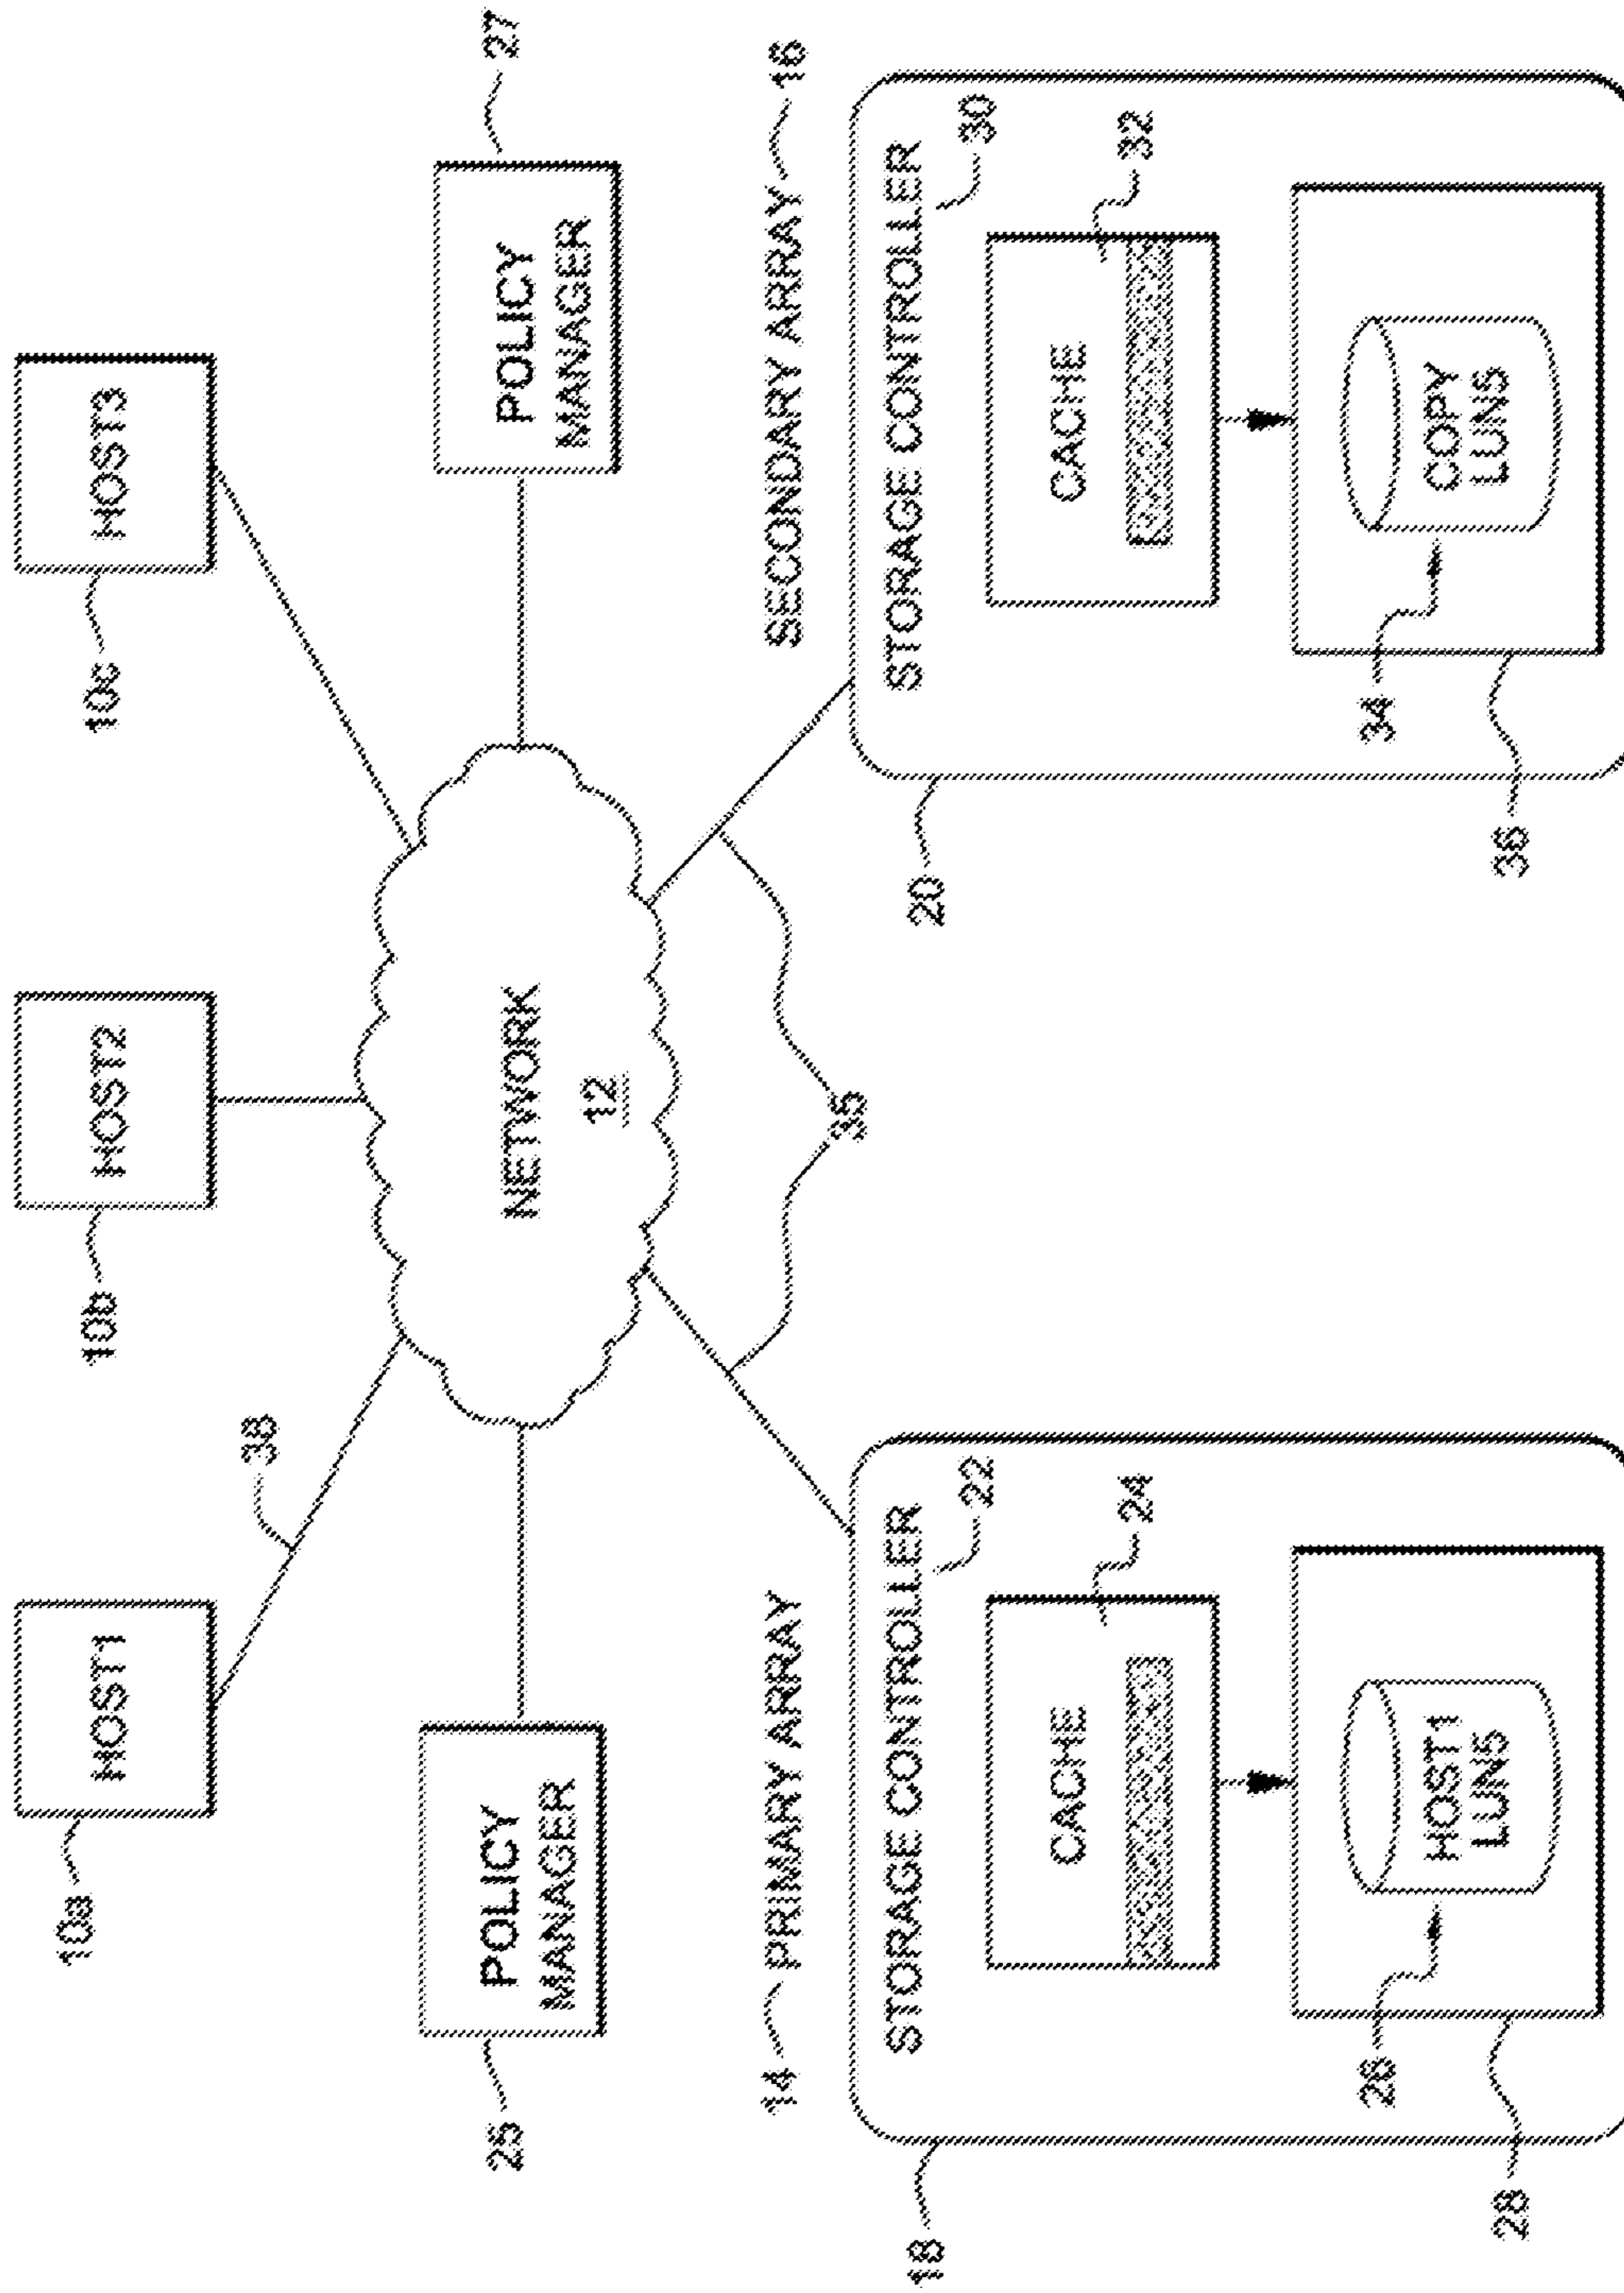 10a
HOST1
38
10b
HOST2
10c
HOST3
25
POLICY
MANAGER
NETWORK
12
POLICY
MANAGER
27
14
PRIMARY ARRAY
35
SECONDARY ARRAY
16
18
STORAGE CONTROLLER
22
CACHE
24
26
HOST1
LUNS
28
20
STORAGE CONTROLLER
30
CACHE
32
34
COPY
LUNS
36